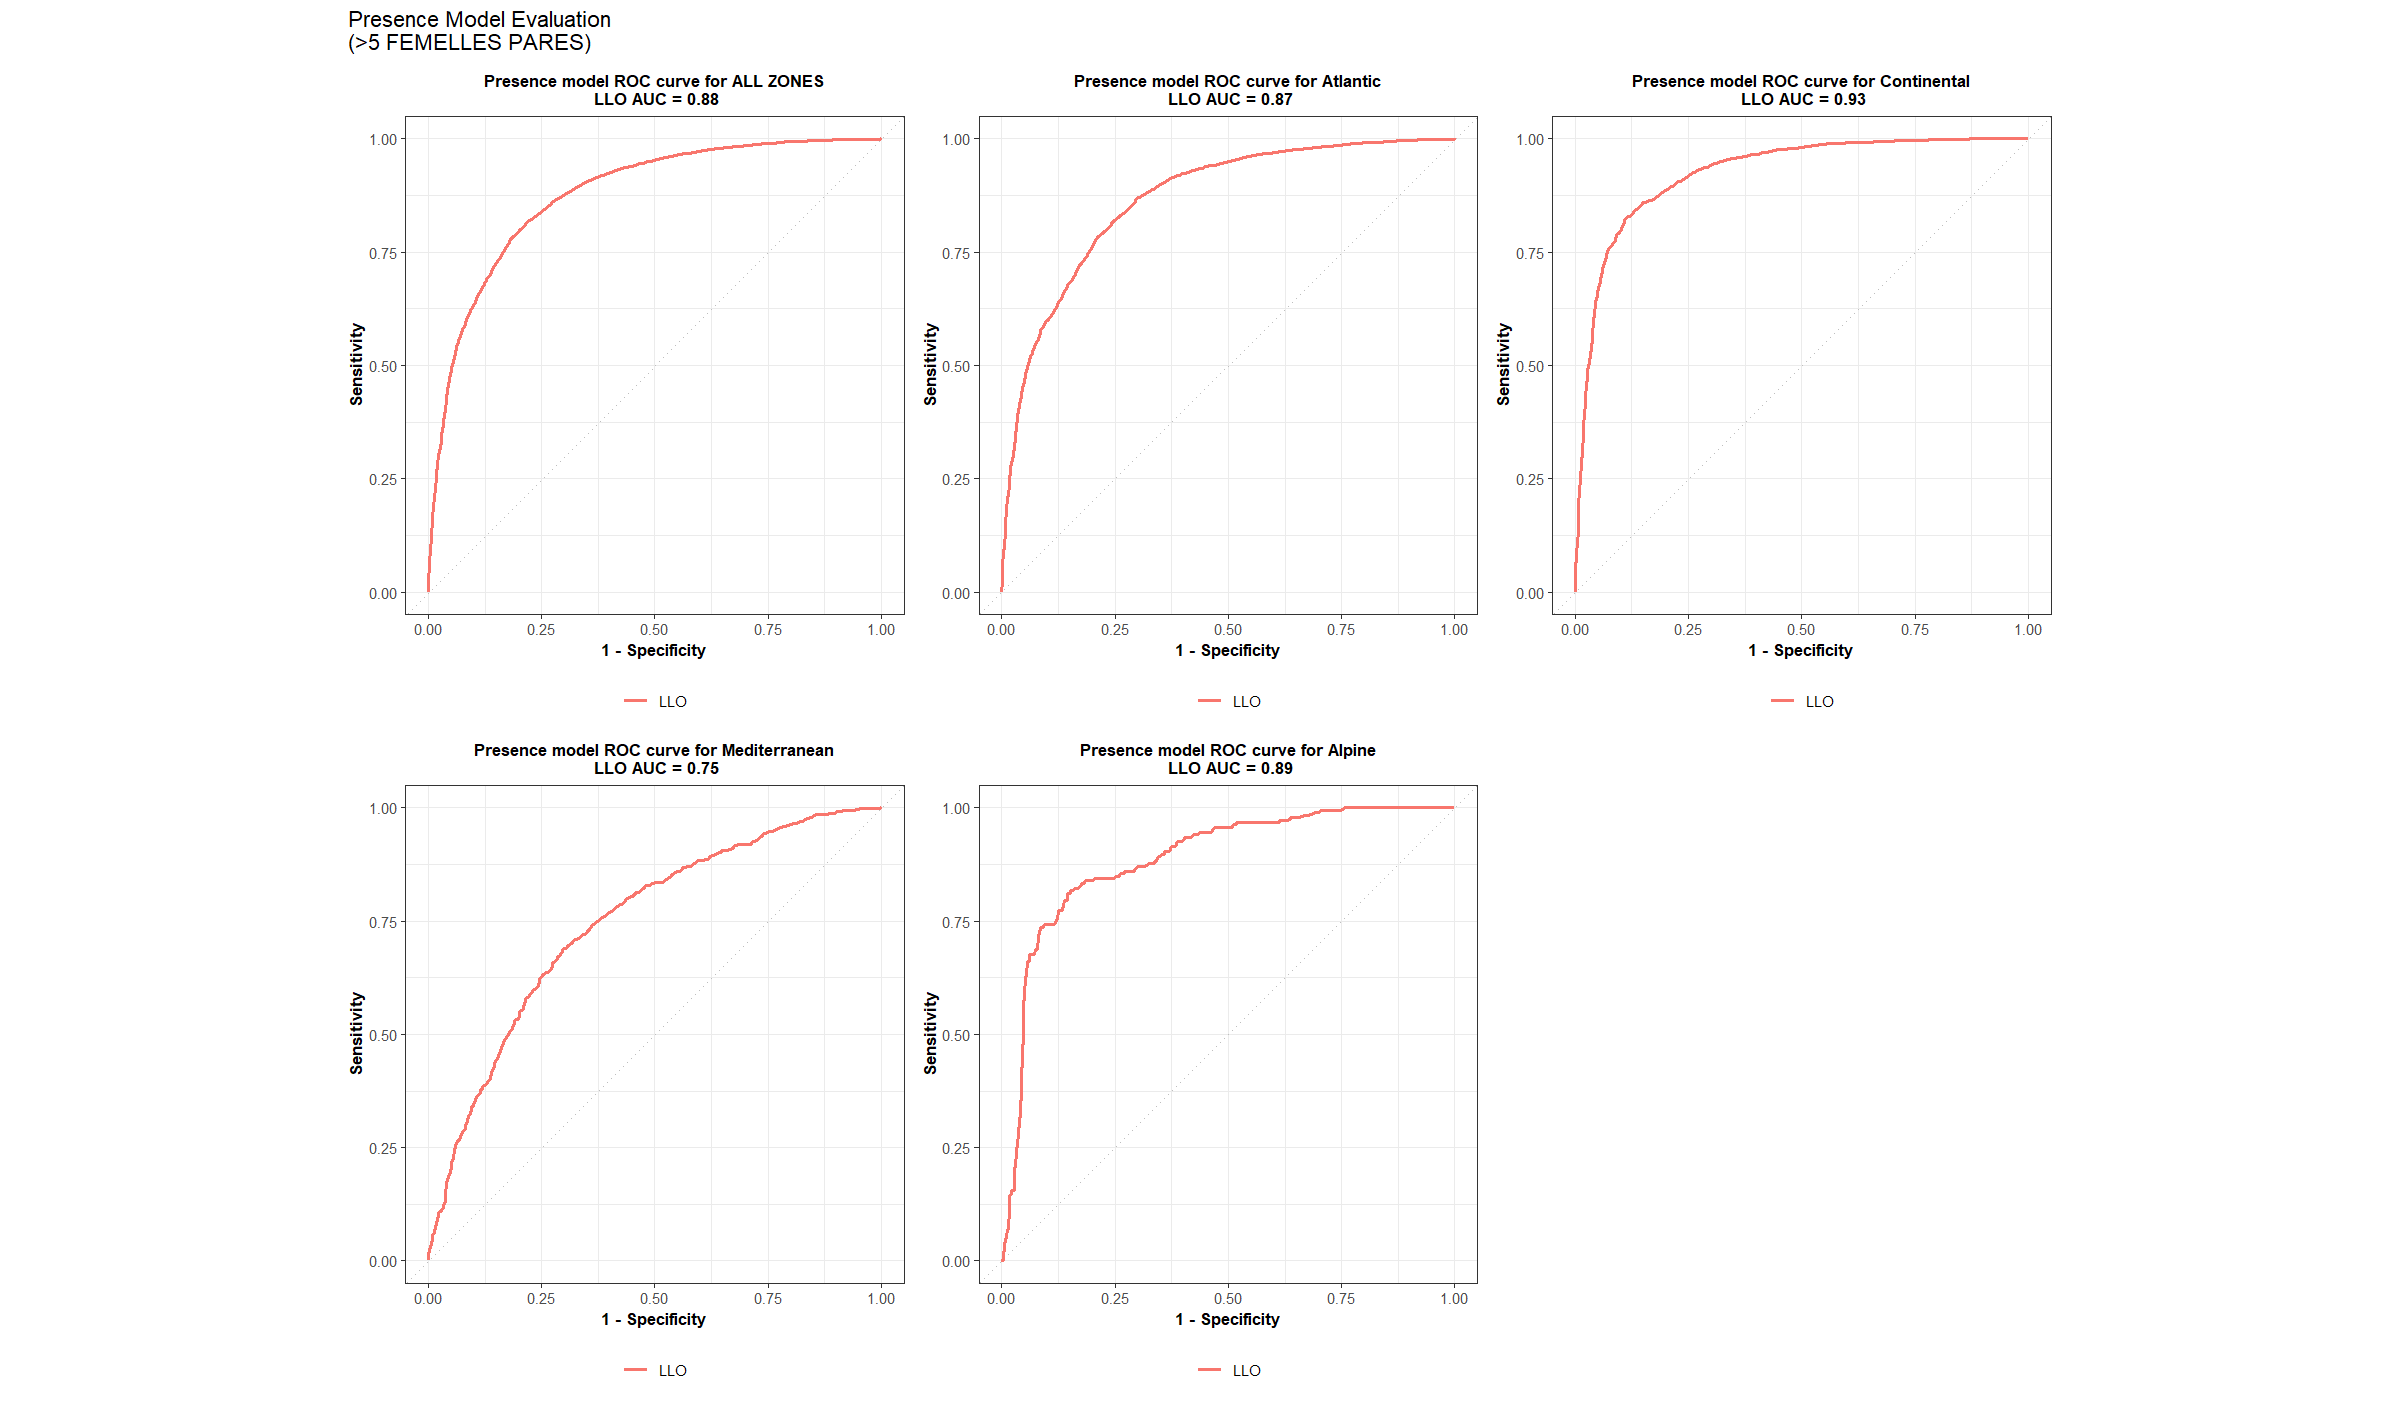 Presence Model Evaluation
(>5 FEMELLES PARES)
Presence model ROC curve for ALL ZONES
LLO AUC = 0.88
1.00
0.75
0.50
0.25
0.00
Sensitivity
0.00 0.25 0.50 0.75 1.00
1 - Specificity
LLO
Presence model ROC curve for Atlantic
LLO AUC = 0.87
1.00
0.75
0.50
0.25
0.00
Sensitivity
0.00 0.25 0.50 0.75 1.00
1 - Specificity
LLO
Presence model ROC curve for Continental
LLO AUC = 0.93
1.00
0.75
0.50
0.25
0.00
Sensitivity
0.00 0.25 0.50 0.75 1.00
1 - Specificity
LLO
Presence model ROC curve for Mediterranean
LLO AUC = 0.75
1.00
0.75
0.50
0.25
0.00
Sensitivity
0.00 0.25 0.50 0.75 1.00
1 - Specificity
LLO
Presence model ROC curve for Alpine
LLO AUC = 0.89
1.00
0.75
0.50
0.25
0.00
Sensitivity
0.00 0.25 0.50 0.75 1.00
1 - Specificity
LLO